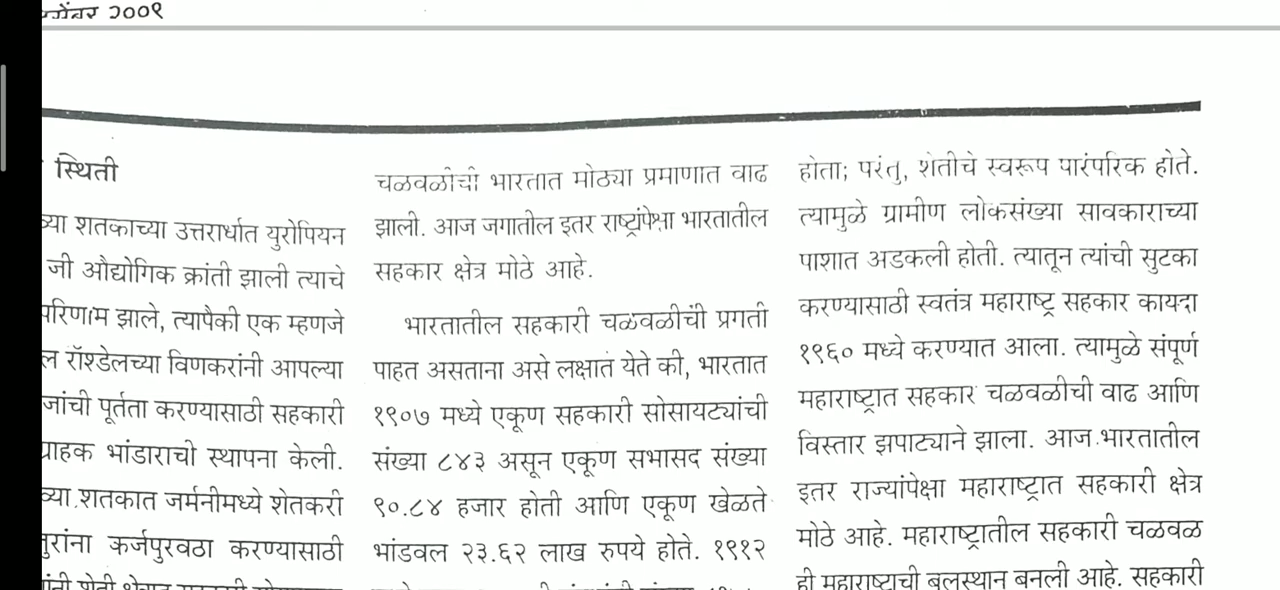 २००९
स्थिती
शतकाच्या उत्तरार्धात युरोपियन
जी औद्योगिक क्रांती झाली त्याचे
परिणाम झाले, त्यापैकी एक म्हणजे
रॉश्डेलच्या विणकरांनी आपल्या
पूर्तता करण्यासाठी सहकारी
ग्राहक भांडाराची स्थापना केली.
शतकात जर्मनीमध्ये शेतकरी
कर्जपुरवठा करण्यासाठी
चळवळीची भारतात मोठ्या प्रमाणात वाढ
झाली. आज जगातील इतर राष्ट्रांपेक्षा भारतातील
सहकार क्षेत्र मोठे आहे.
भारतातील सहकारी चळवळीची प्रगती
पाहत असताना असे लक्षात येते की, भारतात
१९०७ मध्ये एकूण सहकारी सोसायट्यांची
संख्या ८४३ असून एकूण सभासद संख्या
९०.८४ हजार होती आणि एकूण खेळते
भांडवल २३.६२ लाख रुपये होते. १९१२
होता; परंतु, शेतीचे स्वरूप पारंपरिक होते.
त्यामुळे ग्रामीण लोकसंख्या सावकाराच्या
पाशात अडकली होती. त्यातून त्यांची सुटका
करण्यासाठी स्वतंत्र महाराष्ट्र सहकार कायदा
१९६० मध्ये करण्यात आला. त्यामुळे संपूर्ण
महाराष्ट्रात सहकार चळवळीची वाढ आणि
विस्तार झपाट्याने झाला. आज भारतातील
इतर राज्यांपेक्षा महाराष्ट्रात सहकारी क्षेत्र
मोठे आहे. महाराष्ट्रातील सहकारी चळवळ
ही महाराष्ट्राची बलस्थान बनली आहे. सहकारी